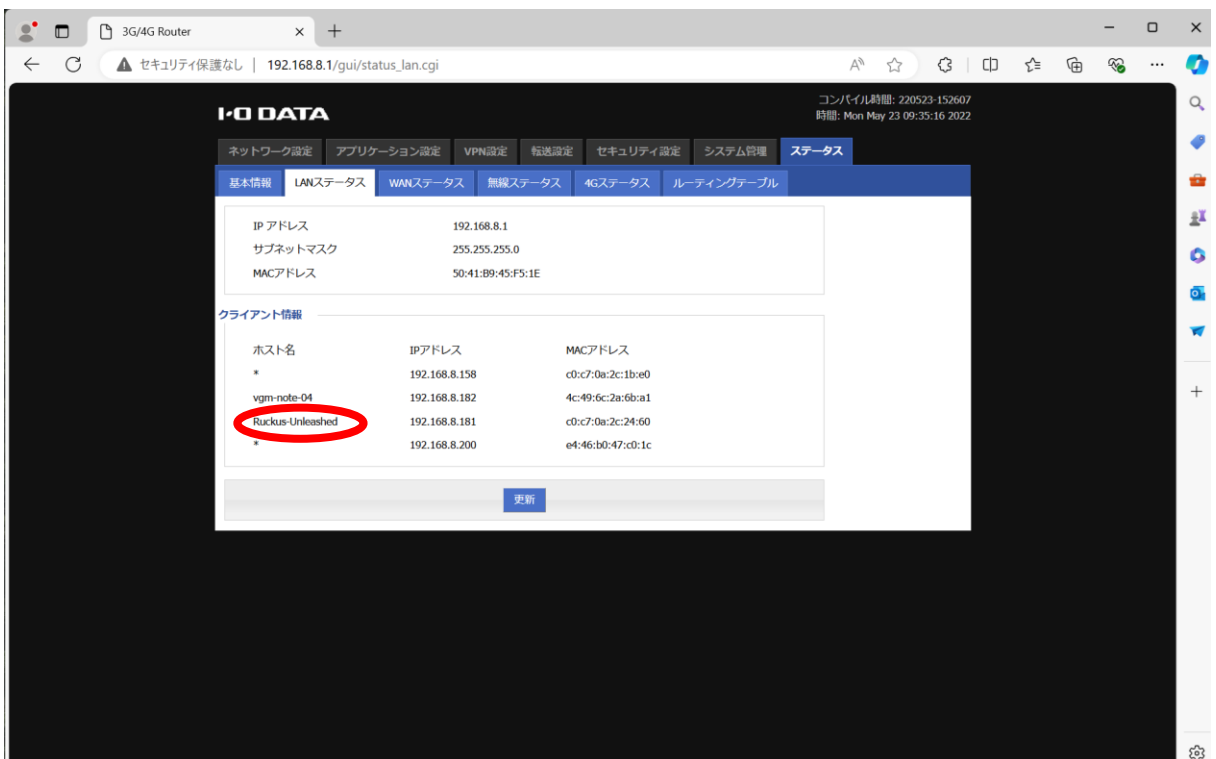 3G/4G Router
セキュリティ保護なし | 192.168.8.1/gui/status_lan.cgi
I-O DATA
コンパイル時間: 220523-152607
時間: Mon May 23 09:35:16 2022
ネットワーク設定 アプリケーション設定 VPN設定 転送設定 セキュリティ設定 システム管理 ステータス
基本情報 LANステータス WANステータス 無線ステータス 4Gステータス ルーティングテーブル
IP アドレス 192.168.8.1
サブネットマスク 255.255.255.0
MACアドレス 50:41:B9:45:F5:1E
クライアント情報
ホスト名 IPアドレス MACアドレス
* 192.168.8.158 c0:c7:0a:2c:1b:e0
vgm-note-04 192.168.8.182 4c:49:6c:2a:6b:a1
Ruckus-Unleashed 192.168.8.181 c0:c7:0a:2c:24:60
* 192.168.8.200 e4:46:b0:47:c0:1c
更新